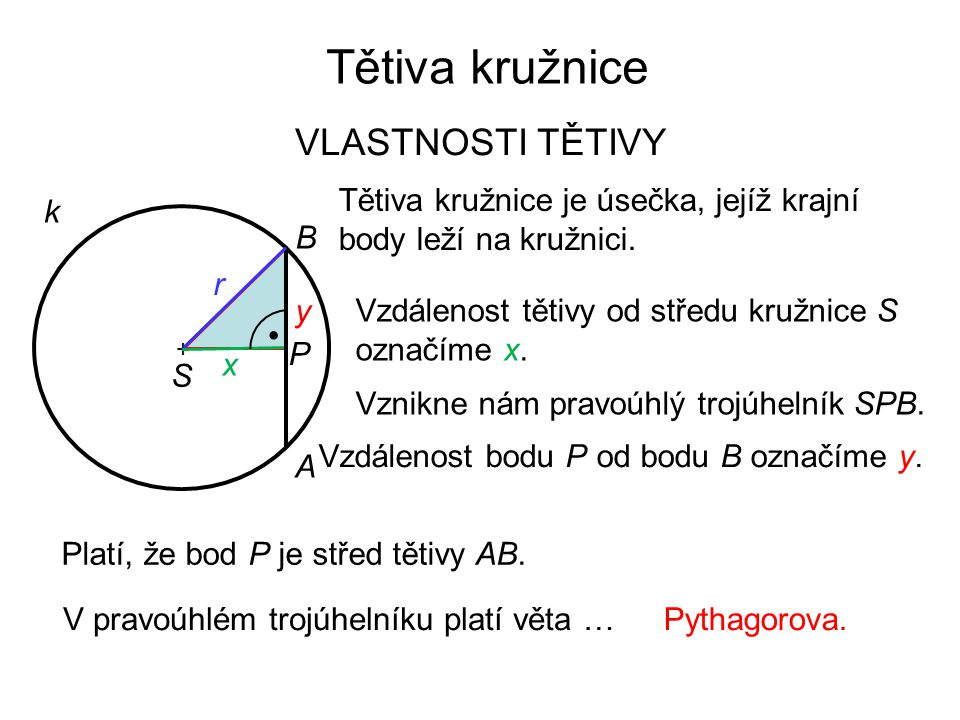 Tětiva kružnice
VLASTNOSTI TĚTIVY
Tětiva kružnice je úsečka, jejíž krajní
body leží na kružnici.
k
B
r
y
Vzdálenost tětivy od středu kružnice S
označíme x.
P
x
S
Vznikne nám pravoúhlý trojúhelník SPB.
Vzdálenost bodu P od bodu B označíme y.
A
Platí, že bod P je střed tětivy AB.
V pravoúhlém trojúhelníku platí věta … Pythagorova.